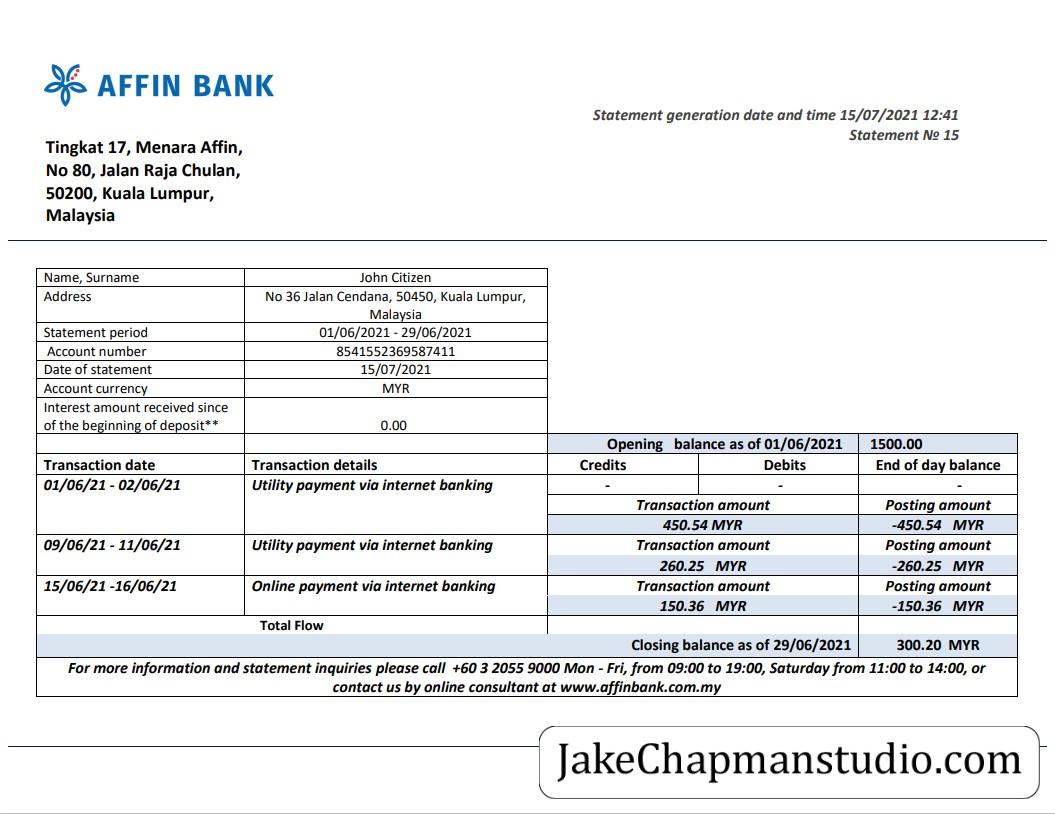 AFFIN BANK
Statement generation date and time 15/07/2021 12:41
Statement № 15
Tingkat 17, Menara Affin,
No 80, Jalan Raja Chulan,
50200, Kuala Lumpur,
Malaysia
Name, Surname John Citizen
Address No 36 Jalan Cendana, 50450, Kuala Lumpur,
Malaysia
Statement period 01/06/2021 - 29/06/2021
Account number 8541552369587411
Date of statement 15/07/2021
Account currency MYR
Interest amount received since
of the beginning of deposit** 0.00
Opening balance as of 01/06/2021 1500.00
Transaction date Transaction details Credits Debits End of day balance
01/06/21 - 02/06/21 Utility payment via internet banking - - -
Transaction amount Posting amount
450.54 MYR -450.54 MYR
09/06/21 - 11/06/21 Utility payment via internet banking Transaction amount Posting amount
260.25 MYR -260.25 MYR
15/06/21 -16/06/21 Online payment via internet banking Transaction amount Posting amount
150.36 MYR -150.36 MYR
Total Flow
Closing balance as of 29/06/2021 300.20 MYR
For more information and statement inquiries please call +60 3 2055 9000 Mon - Fri, from 09:00 to 19:00, Saturday from 11:00 to 14:00, or
contact us by online consultant at www.affinbank.com.my
JakeChapmanstudio.com